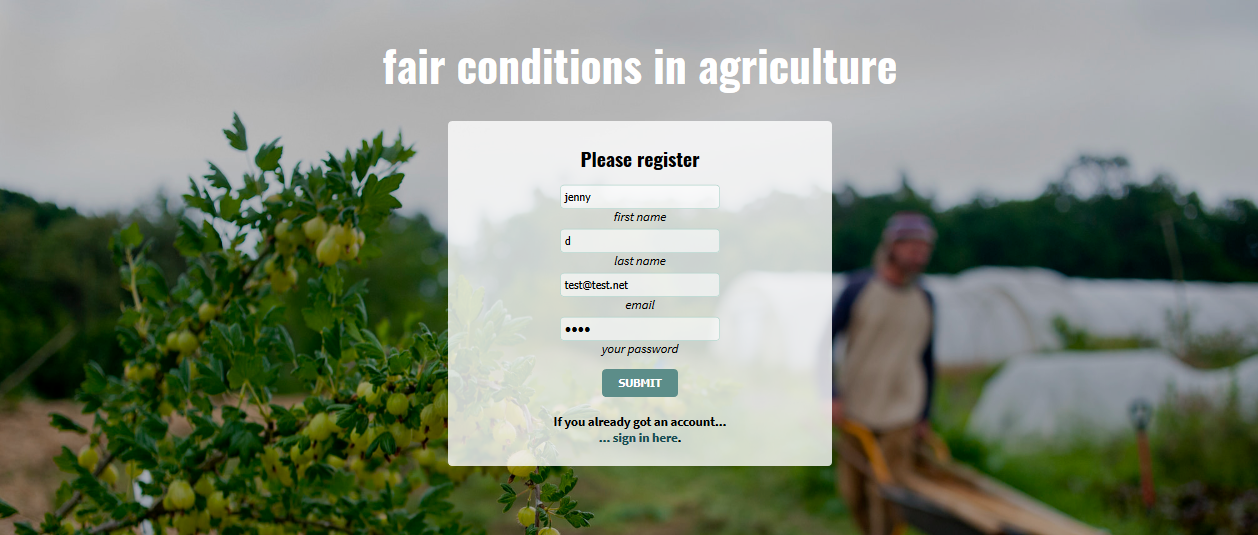 fair conditions in agriculture
Please register
jenny
first name
d
last name
test@test.net
email
••••
your password
SUBMIT
If you already got an account...
... sign in here.